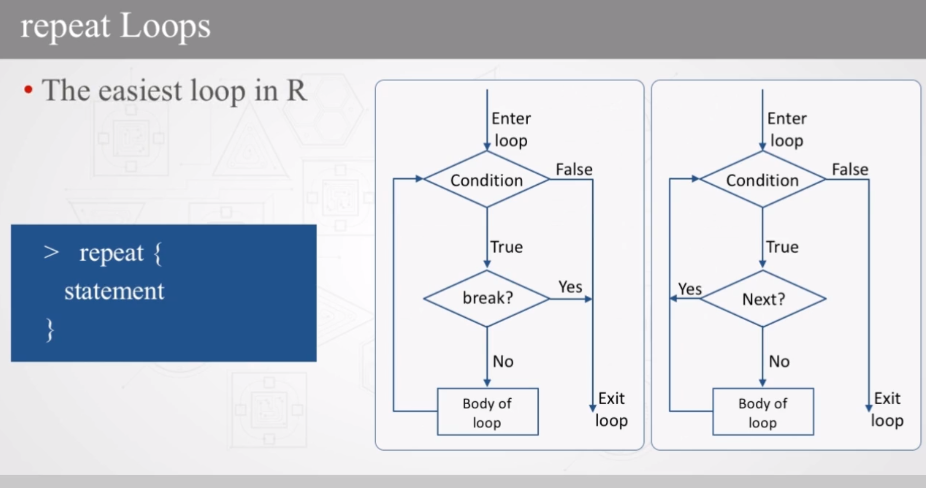 repeat Loops
• The easiest loop in R
> repeat {
statement
}
Enter
loop
Condition
False
True
break?
Yes
No
Body of
loop
Exit
loop
Enter
loop
Condition
False
True
Yes
Next?
No
Body of
loop
Exit
loop